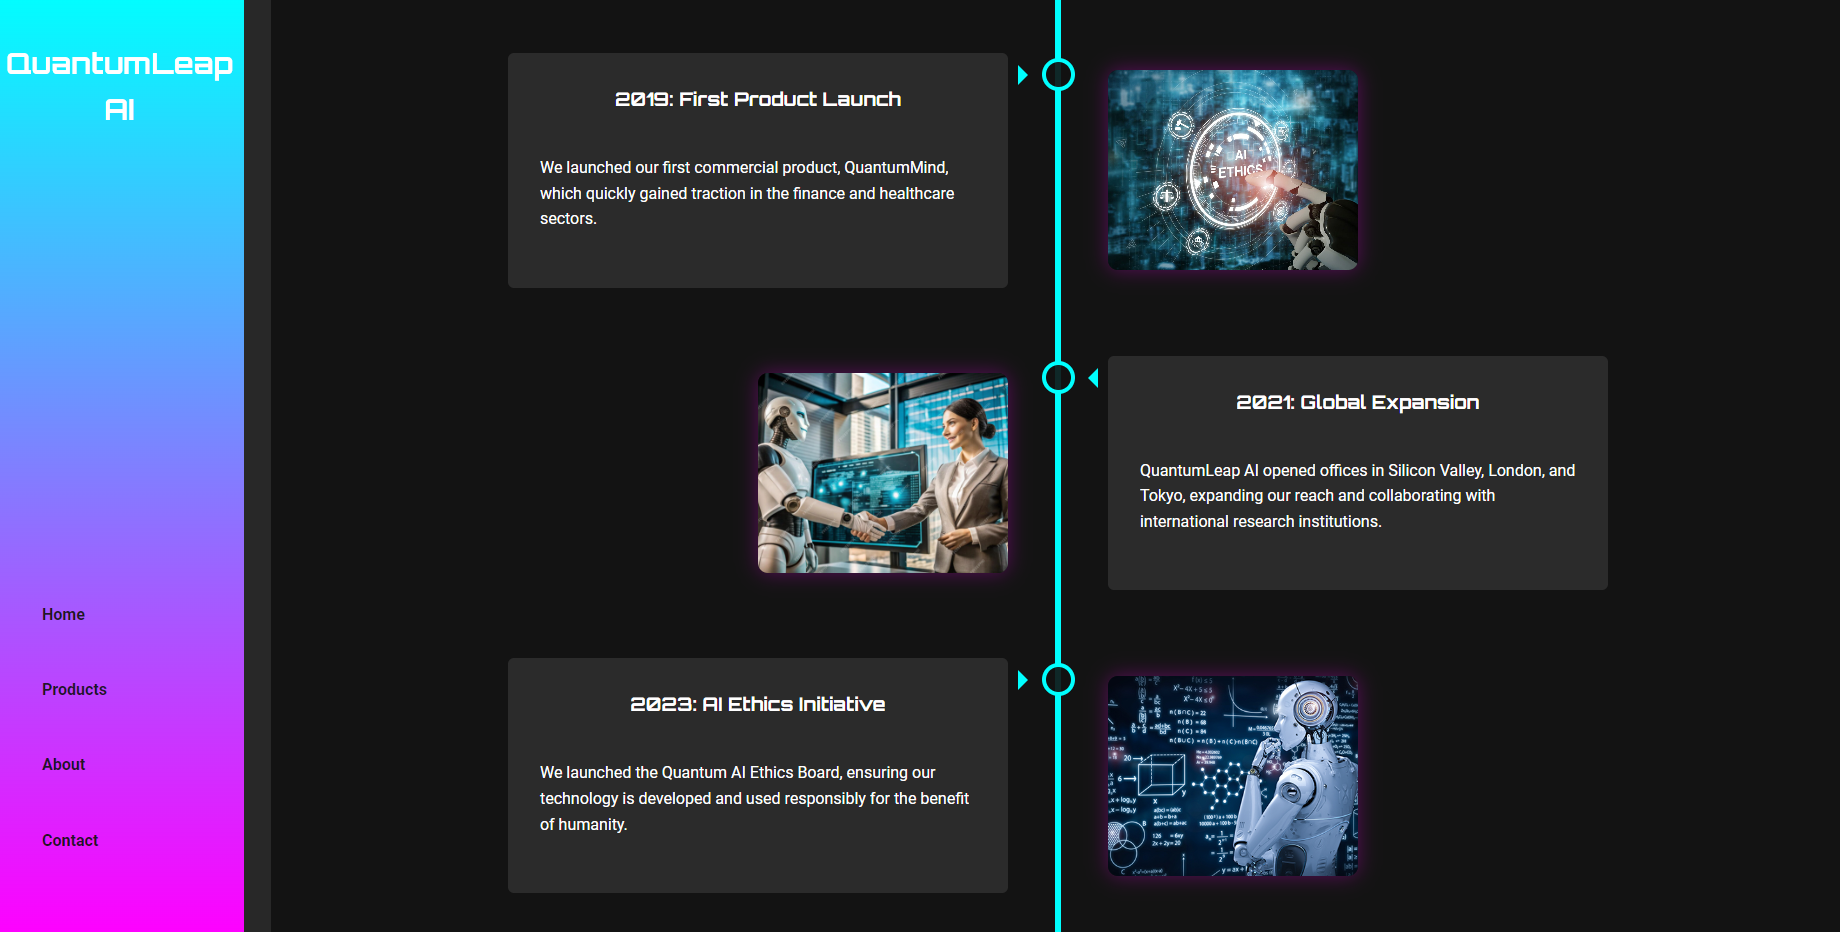 QuantumLeap
AI
Home
Products
About
Contact
2019: First Product Launch
We launched our first commercial product, QuantumMind,
which quickly gained traction in the finance and healthcare
sectors.
AI
ETHICS
2021: Global Expansion
QuantumLeap AI opened offices in Silicon Valley, London, and
Tokyo, expanding our reach and collaborating with
international research institutions.
2023: AI Ethics Initiative
We launched the Quantum AI Ethics Board, ensuring our
technology is developed and used responsibly for the benefit
of humanity.
n(B∩C)=22
n(B)=68
n(C)=84